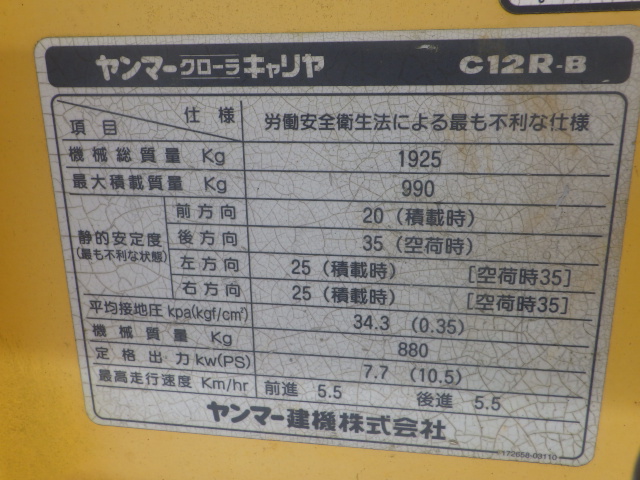 ヤンマークローラキャリヤ C12R-B
項目 仕様 労働安全衛生法による最も不利な仕様
機械総質量 Kg 1925
最大積載質量 Kg 990
静的安定度 (最も不利な状態)
前方向 20 (積載時)
後方向 35 (空荷時)
左方向 25 (積載時) [空荷時35]
右方向 25 (積載時) [空荷時35]
平均接地圧 kpa(kgf/cm²) 34.3 (0.35)
機械質量 Kg 880
定格出力 kw(PS) 7.7 (10.5)
最高走行速度 Km/hr 前進 5.5 後進 5.5
ヤンマー建機株式会社
172658-03110